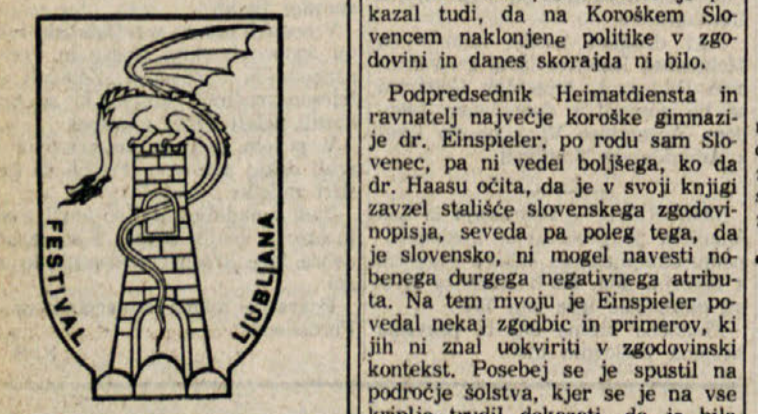 FESTIVAL
LJUBLJANA
kazal tudi, da na Koroškem Slo-
vencem naklonjene politike v zgo-
dovini in danes skorajda ni bilo.
Podpredsednik Heimatdiensta in
ravnatelj največje koroške gimnazi-
je dr. Einspieler, po rodu sam Slo-
venec, pa ni vedel boljšega, ko da
dr. Haasu očita, da je v svoji knjigi
zavzel stališče slovenskega zgodovi-
nopisja, seveda pa poleg tega, da
je slovensko, ni mogel navesti no-
benega durgega negativnega atribu-
ta. Na tem nivoju je Einspieler po-
vedal nekaj zgodbic in primerov, ki
jih ni znal uokviriti v zgodovinski
kontekst. Posebej se je spustil na
področje šolstva, kjer se je na vse